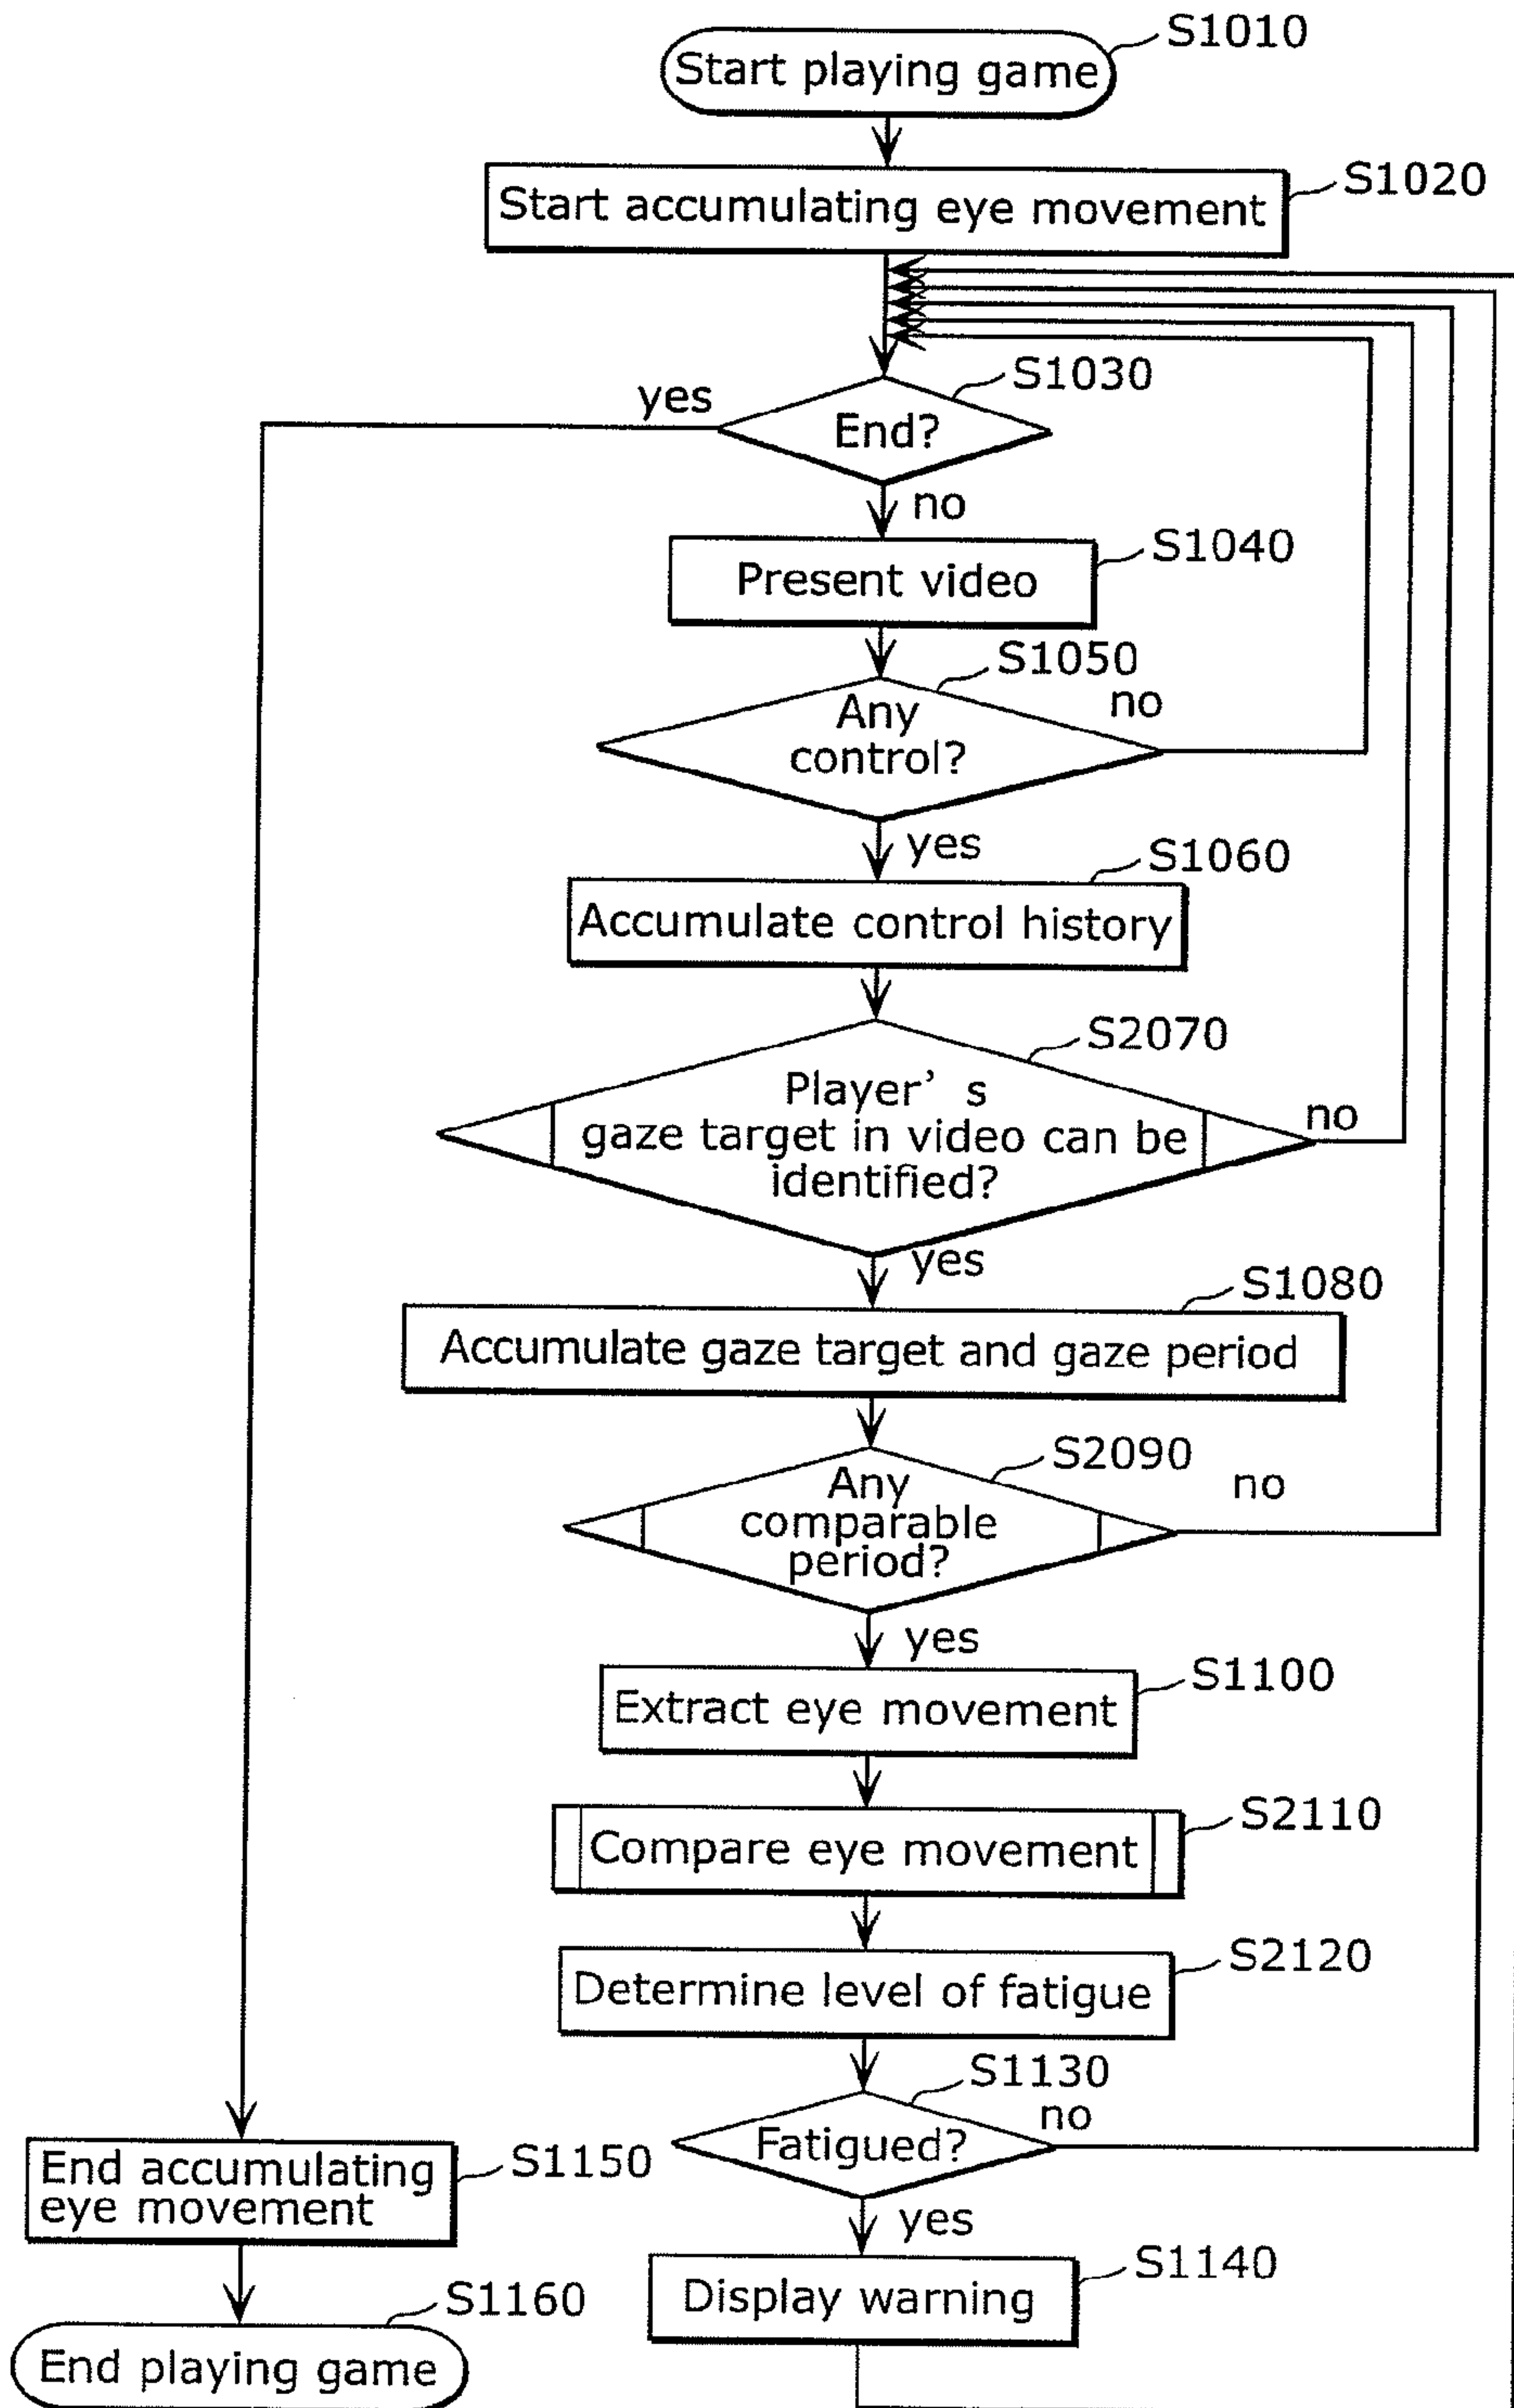 S1010
Start playing game
S1020
Start accumulating eye movement
S1030
yes
End?
no
S1040
Present video
S1050
no
Any
control?
yes
S1060
Accumulate control history
S2070
Player’ s
gaze target in video can be
identified?
no
yes
S1080
Accumulate gaze target and gaze period
S2090
no
Any
comparable
period?
yes
S1100
Extract eye movement
S2110
Compare eye movement
S2120
Determine level of fatigue
S1130
no
Fatigued?
yes
S1140
Display warning
End accumulating
eye movement
S1150
S1160
End playing game